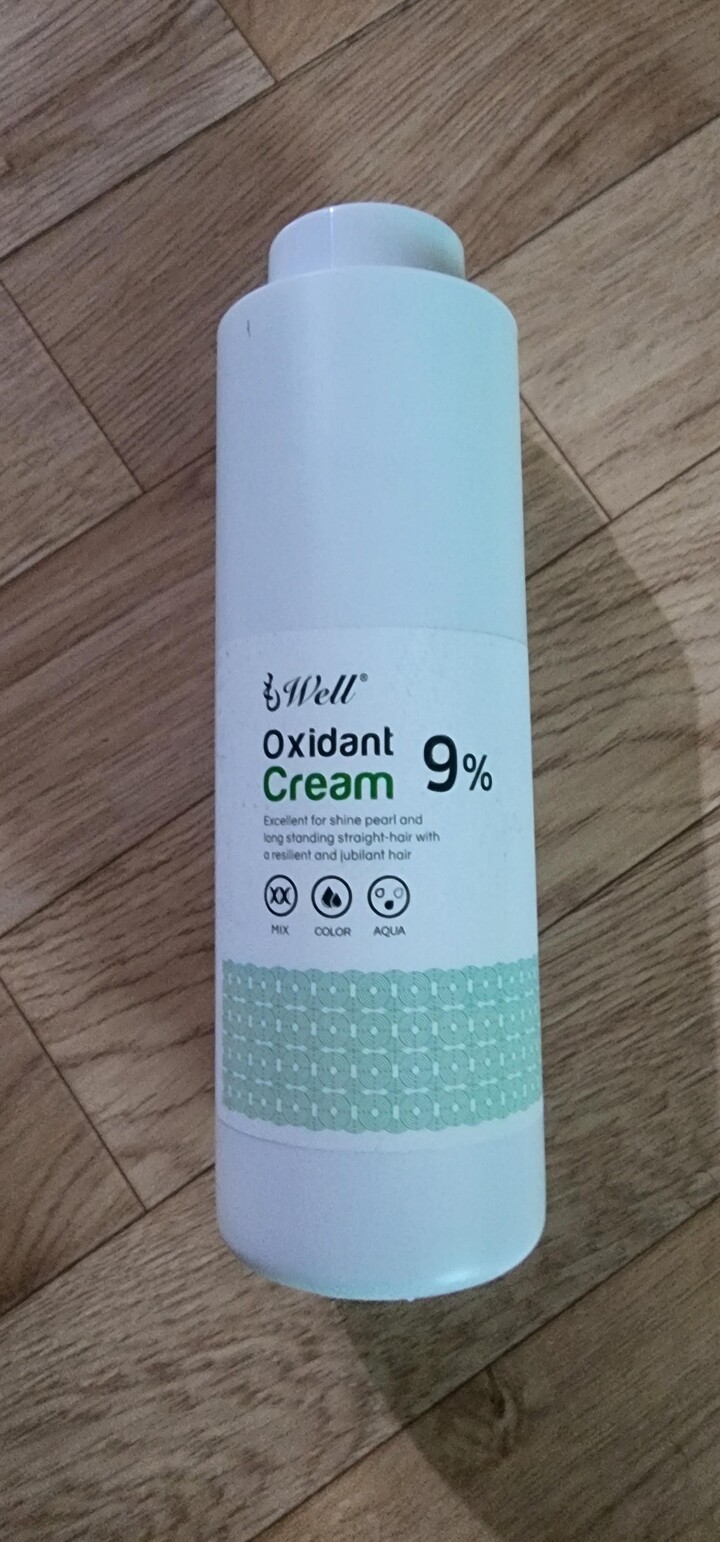 Well®
Oxidant
Cream 9%
Excellent for shine pearl and
long standing straight-hair with
a resilient and jubilant hair
MIX COLOR AQUA